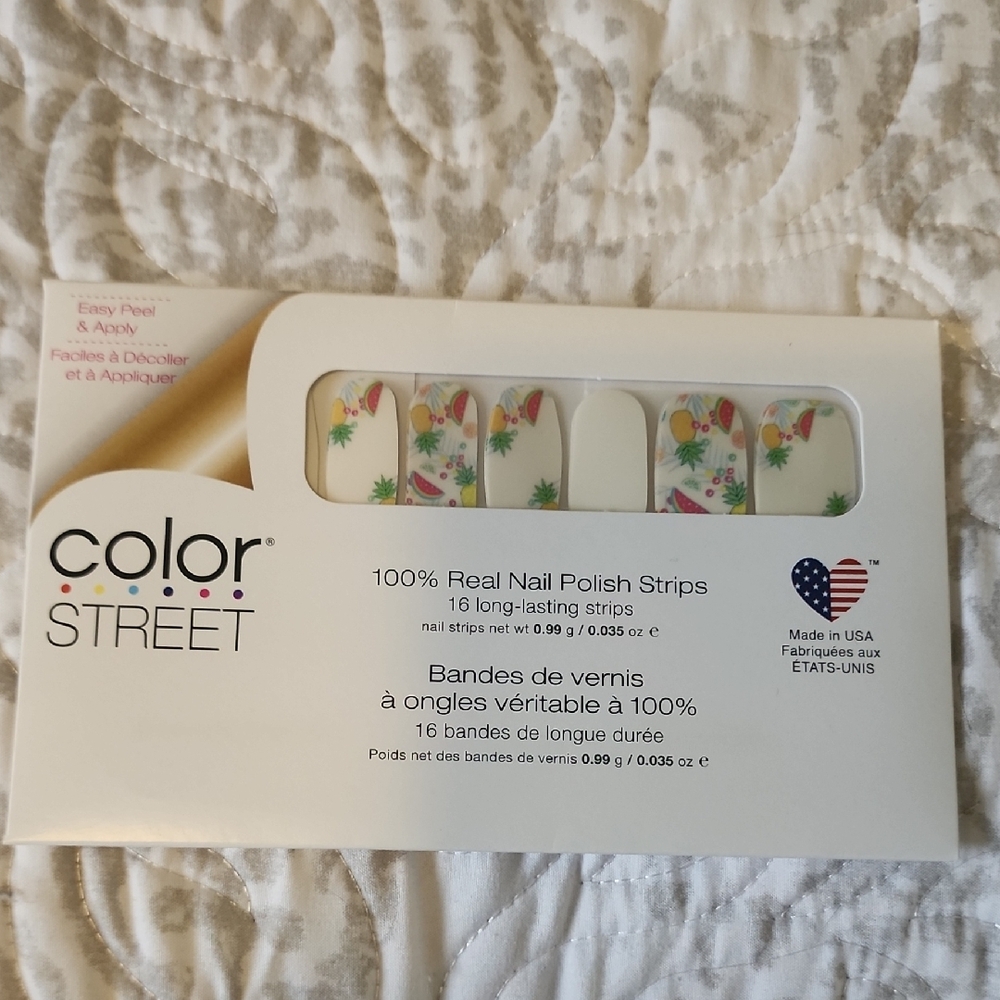 Easy Peel
& Apply
Faciles à Décoller
et à Appliquer
color®
STREET
100% Real Nail Polish Strips
16 long-lasting strips
nail strips net wt 0.99 g / 0.035 oz ℮
Bandes de vernis
à ongles véritable à 100%
16 bandes de longue durée
Poids net des bandes de vernis 0.99 g / 0.035 oz ℮
™
Made in USA
Fabriquées aux
ÉTATS-UNIS